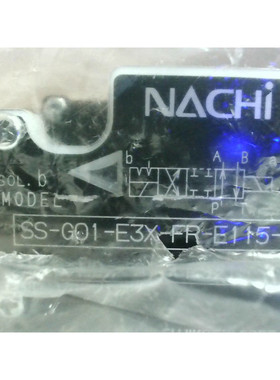 NACHi
b A B
SOL. b
MODEL P
SS-G01-E3X-FR-E115-